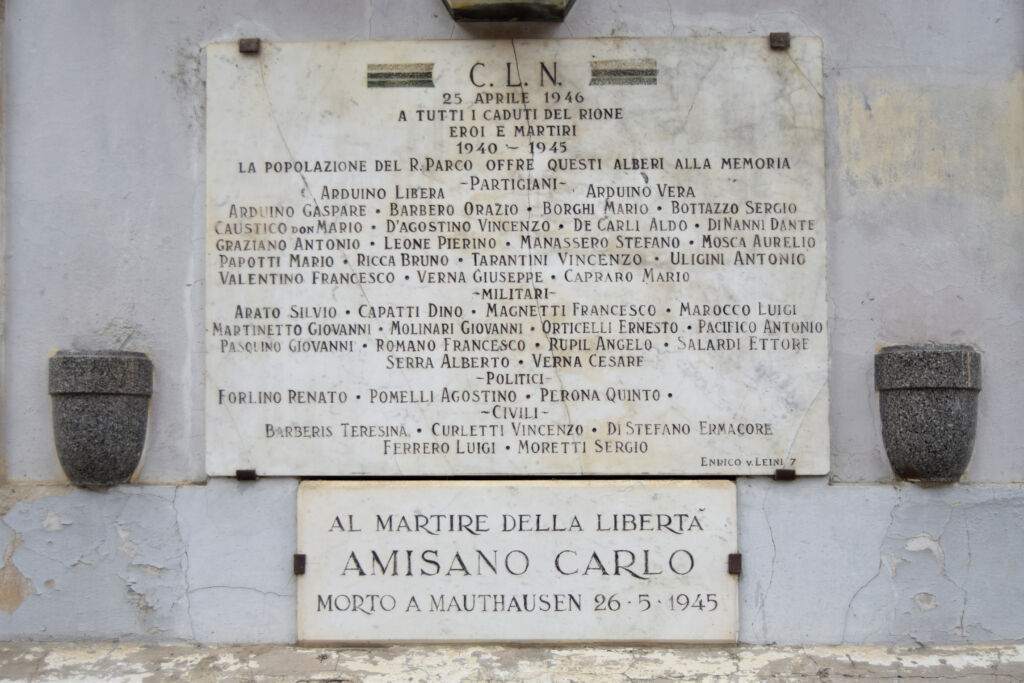 C. L. N.
25 APRILE 1946
A TUTTI I CADUTI DEL RIONE
EROI E MARTIRI
1940 ~ 1945
LA POPOLAZIONE DEL R. PARCO OFFRE QUESTI ALBERI ALLA MEMORIA
~PARTIGIANI~
ARDUINO LIBERA ARDUINO VERA
ARDUINO GASPARE • BARBERO ORAZIO • BORGHI MARIO • BOTTAZZO SERGIO
CAUSTICO DON MARIO • D'AGOSTINO VINCENZO • DE CARLI ALDO • DI NANNI DANTE
GRAZIANO ANTONIO • LEONE PIERINO • MANASSERO STEFANO • MOSCA AURELIO
PAPOTTI MARIO • RICCA BRUNO • TARANTINI VINCENZO • ULIGINI ANTONIO
VALENTINO FRANCESCO • VERNA GIUSEPPE • CAPRARO MARIO
~MILITARI~
ARATO SILVIO • CAPATTI DINO • MAGNETTI FRANCESCO • MAROCCO LUIGI
MARTINETTO GIOVANNI • MOLINARI GIOVANNI • ORTICELLI ERNESTO • PACIFICO ANTONIO
PASQUINO GIOVANNI • ROMANO FRANCESCO • RUPIL ANGELO • SALARDI ETTORE
SERRA ALBERTO • VERNA CESARE
~POLITICI~
FORLINO RENATO • POMELLI AGOSTINO • PERONA QUINTO •
~CIVILI~
BARBERIS TERESINA • CURLETTI VINCENZO • DI STEFANO ERMACORE
FERRERO LUIGI • MORETTI SERGIO
ENRICO V. LEINÌ 7
AL MARTIRE DELLA LIBERTÀ
AMISANO CARLO
MORTO A MAUTHAUSEN 26·5·1945